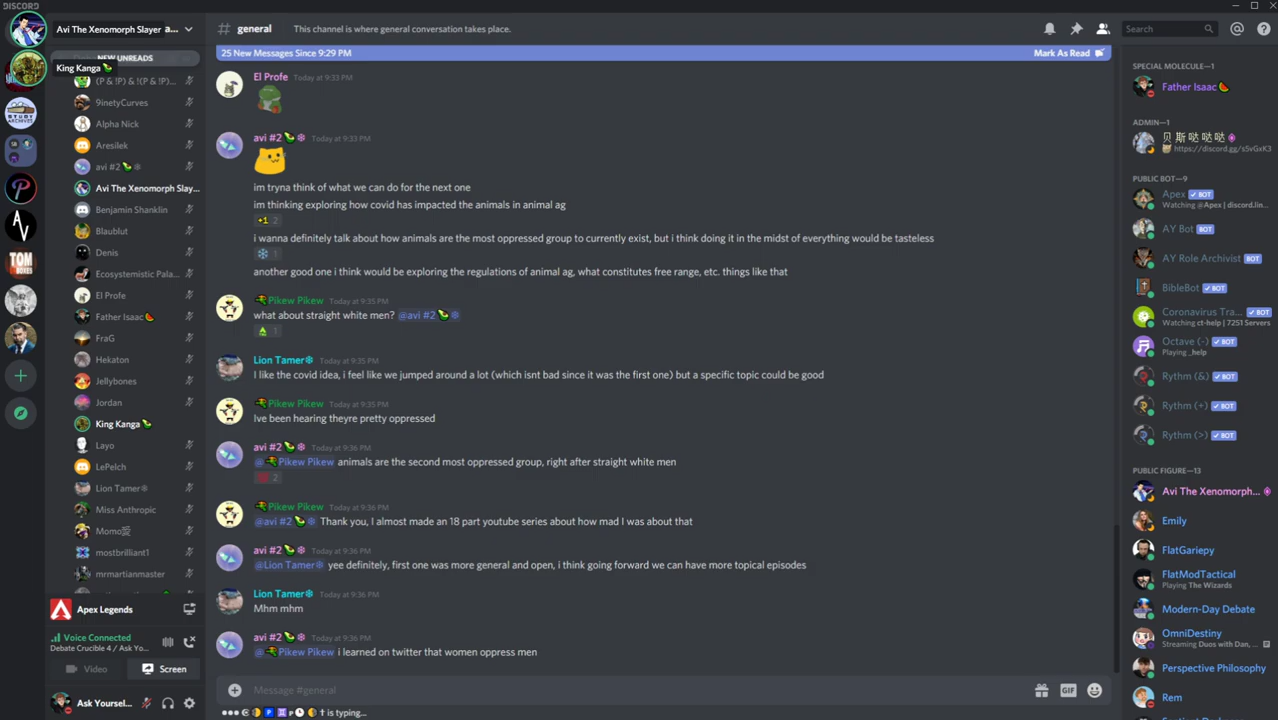 DISCORD
Avi The Xenomorph Slayer a...
NEW UNREADS
King Kanga
(P & !P) & !(P & !P)...
9inetyCurves
Alpha Nick
Aresilek
avi #2
Avi The Xenomorph Slay...
Benjamin Shanklin
Blaublut
Denis
Ecosystemistic Pala...
El Profe
Father Isaac
FraG
Hekaton
Jellybones
Jordan
King Kanga
Layo
LePelch
Lion Tamer
Miss Anthropic
Momo
mostbrilliant1
mrmartianmaster
STUDY
ARCHIVES
TOM
BOXES
Apex Legends
Voice Connected
Debate Crucible 4 / Ask Yo...
Video
Screen
Ask Yoursel...
# general
This channel is where general conversation takes place.
Search
25 New Messages Since 9:29 PM
Mark As Read
El Profe Today at 9:33 PM
avi #2 Today at 9:33 PM
im tryna think of what we can do for the next one
im thinking exploring how covid has impacted the animals in animal ag
+1 2
i wanna definitely talk about how animals are the most oppressed group to currently exist, but i think doing it in the midst of everything would be tasteless
1
another good one i think would be exploring the regulations of animal ag, what constitutes free range, etc. things like that
Pikew Pikew Today at 9:35 PM
what about straight white men? @avi #2
1
Lion Tamer Today at 9:35 PM
I like the covid idea, i feel like we jumped around a lot (which isnt bad since it was the first one) but a specific topic could be good
Pikew Pikew Today at 9:35 PM
Ive been hearing theyre pretty oppressed
avi #2 Today at 9:36 PM
@Pikew Pikew animals are the second most oppressed group, right after straight white men
2
Pikew Pikew Today at 9:36 PM
@avi #2 Thank you, I almost made an 18 part youtube series about how mad I was about that
avi #2 Today at 9:36 PM
@Lion Tamer yee definitely, first one was more general and open, i think going forward we can have more topical episodes
Lion Tamer Today at 9:36 PM
Mhm mhm
avi #2 Today at 9:36 PM
@Pikew Pikew i learned on twitter that women oppress men
Message #general
GIF
is typing...
SPECIAL MOLECULE—1
Father Isaac
ADMIN—1
贝 斯 哒 哒 哒
https://discord.gg/sSvGxK3
PUBLIC BOT—9
Apex BOT
Watching @Apex | discord.lin...
AY Bot BOT
AY Role Archivist BOT
BibleBot BOT
Coronavirus Tra... BOT
Watching ct-help | 7251 Servers
Octave (-) BOT
Playing _help
Rythm (&) BOT
Rythm (+) BOT
Rythm (>) BOT
PUBLIC FIGURE—13
Avi The Xenomorph...
Emily
FlatGariepy
FlatModTactical
Playing The Wizards
Modern-Day Debate
OmniDestiny
Streaming Duos with Dan, ...
Perspective Philosophy
Rem